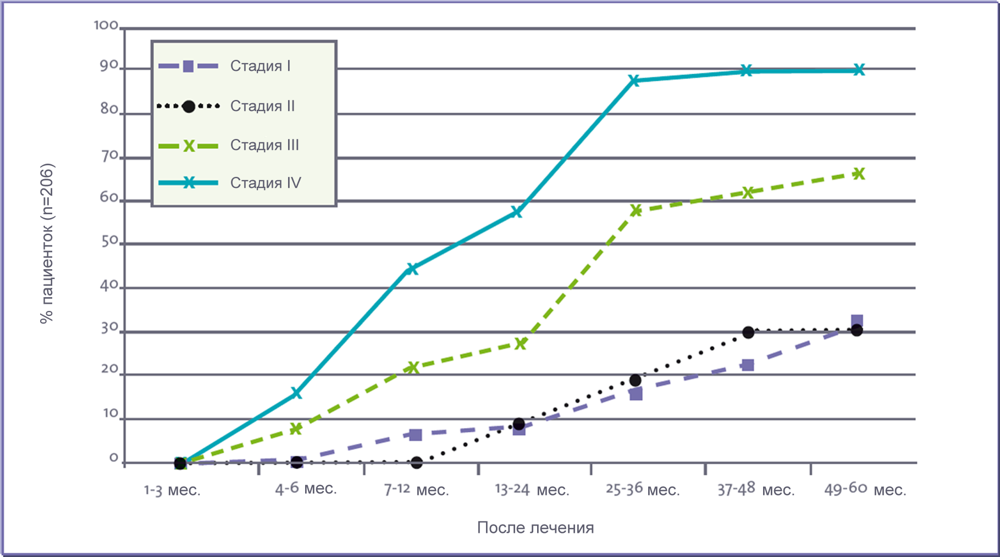 100
90
80
70
60
50
40
30
20
10
0
% пациенток (n=206)
Стадия I
Стадия II
Стадия III
Стадия IV
1-3 мес.
4-6 мес.
7-12 мес.
13-24 мес.
25-36 мес.
37-48 мес.
49-60 мес.
После лечения